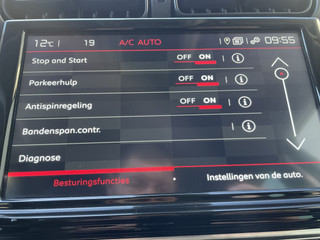 12°C 19 A/C AUTO 09:55
Stop and Start OFF ON
Parkeerhulp OFF ON
Antispinregeling OFF ON
Bandenspan.contr.
Diagnose
Besturingsfuncties Instellingen van de auto.